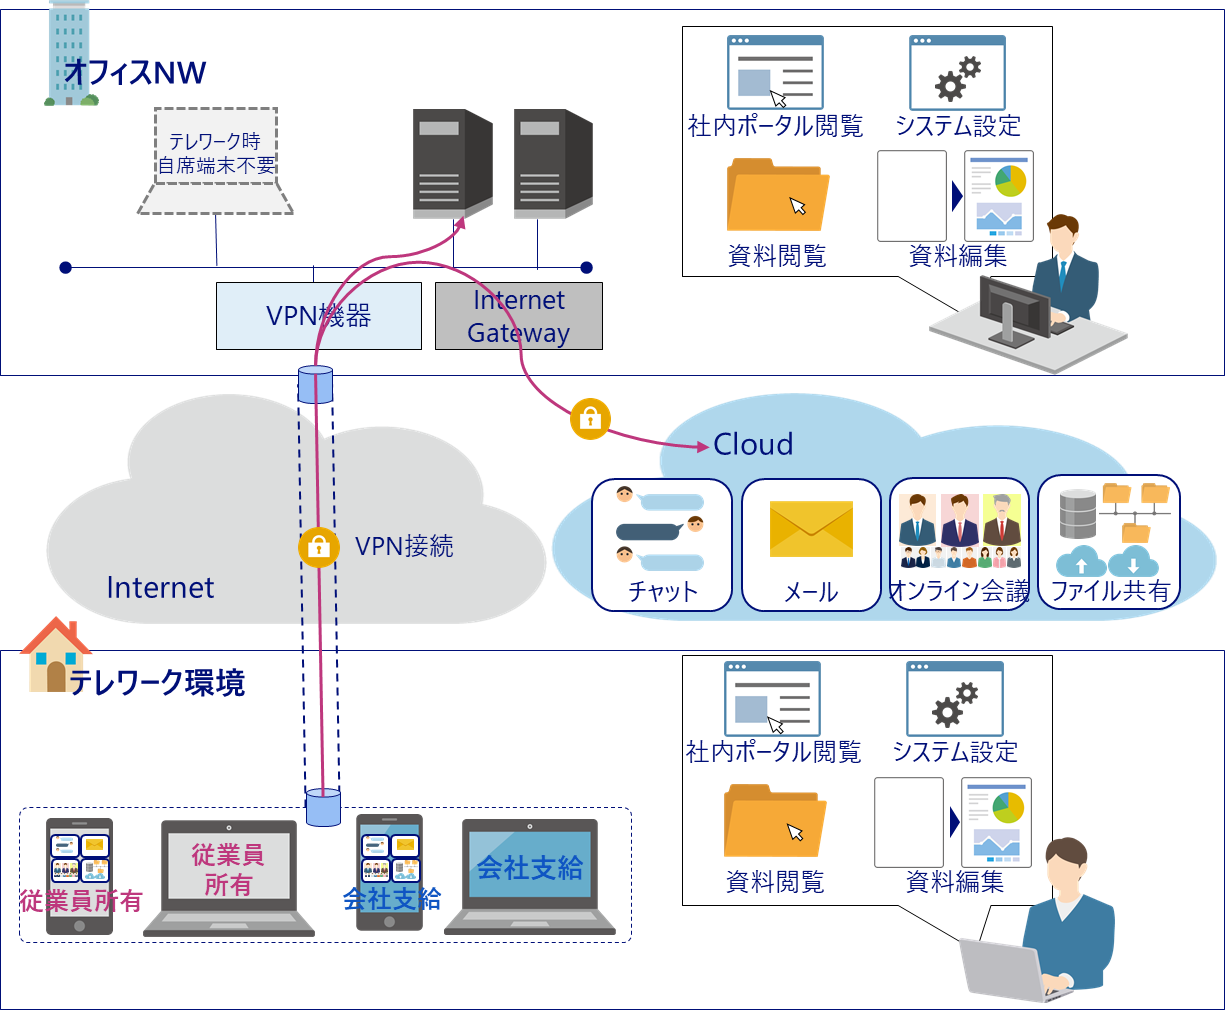 オフィスNW
テレワーク時
自席端末不要
VPN機器
Internet
Gateway
社内ポータル閲覧
システム設定
資料閲覧
資料編集
Internet
VPN接続
Cloud
チャット
メール
オンライン会議
ファイル共有
テレワーク環境
従業員所有
従業員
所有
会社支給
会社支給
社内ポータル閲覧
システム設定
資料閲覧
資料編集